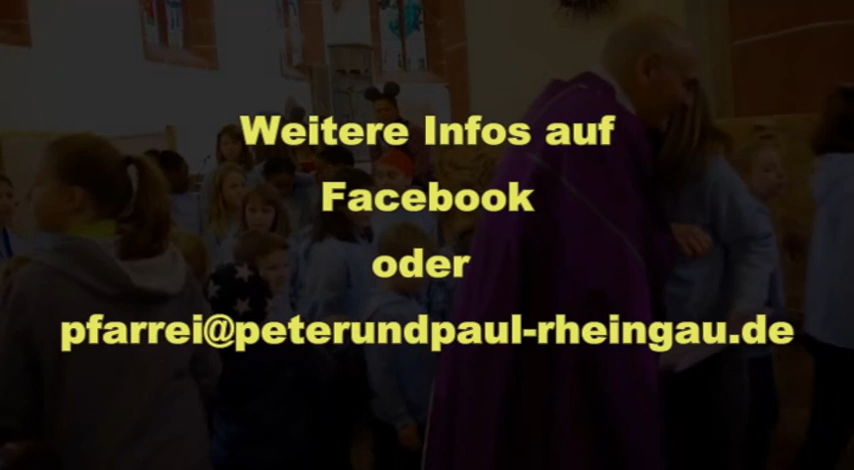 Weitere Infos auf
Facebook
oder
pfarrei@peterundpaul-rheingau.de